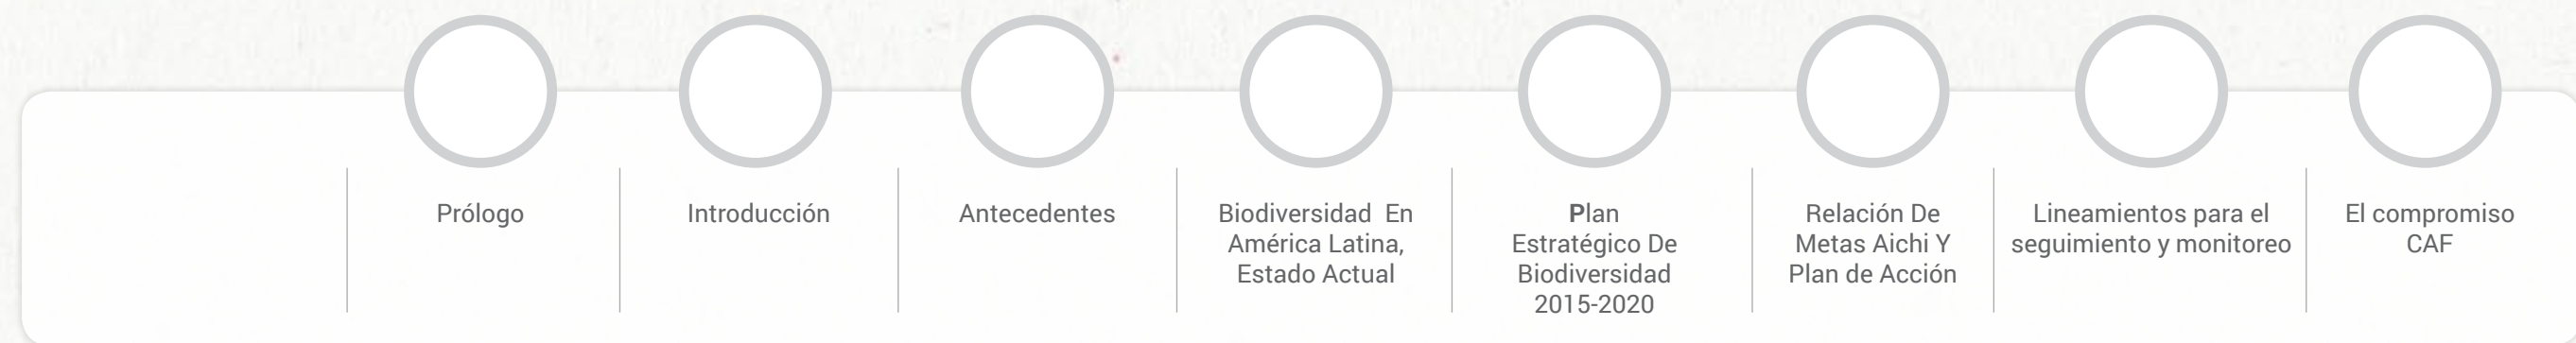 Prólogo
Introducción
Antecedentes
Biodiversidad En
América Latina,
Estado Actual
Plan
Estratégico De
Biodiversidad
2015-2020
Relación De
Metas Aichi Y
Plan de Acción
Lineamientos para el
seguimiento y monitoreo
El compromiso
CAF